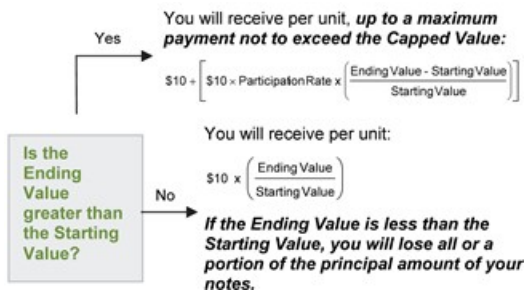 You will receive per unit, up to a maximum
payment not to exceed the Capped Value:
Yes
$10 + [ $10 × Participation Rate x ( Ending Value - Starting Value / Starting Value ) ]
You will receive per unit:
$10 x ( Ending Value / Starting Value )
Is the
Ending
Value
greater than
the Starting
Value?
No
If the Ending Value is less than the
Starting Value, you will lose all or a
portion of the principal amount of your
notes.